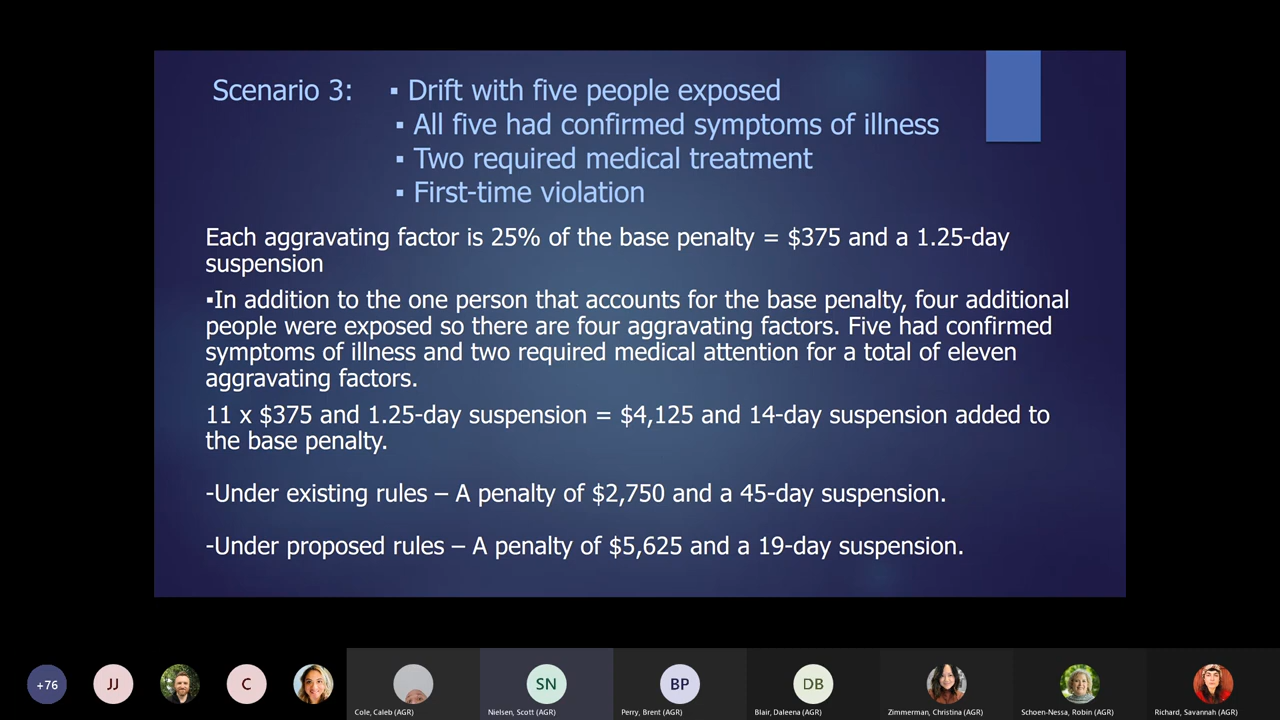 Scenario 3: ▪ Drift with five people exposed
▪ All five had confirmed symptoms of illness
▪ Two required medical treatment
▪ First-time violation
Each aggravating factor is 25% of the base penalty = $375 and a 1.25-day
suspension
▪In addition to the one person that accounts for the base penalty, four additional
people were exposed so there are four aggravating factors. Five had confirmed
symptoms of illness and two required medical attention for a total of eleven
aggravating factors.
11 x $375 and 1.25-day suspension = $4,125 and 14-day suspension added to
the base penalty.
-Under existing rules – A penalty of $2,750 and a 45-day suspension.
-Under proposed rules – A penalty of $5,625 and a 19-day suspension.
+76 JJ C SN BP DB
Cole, Caleb (AGR) Nielsen, Scott (AGR) Perry, Brent (AGR) Blair, Daleena (AGR) Zimmerman, Christina (AGR) Schoen-Nessa, Robin (AGR) Richard, Savannah (AGR)